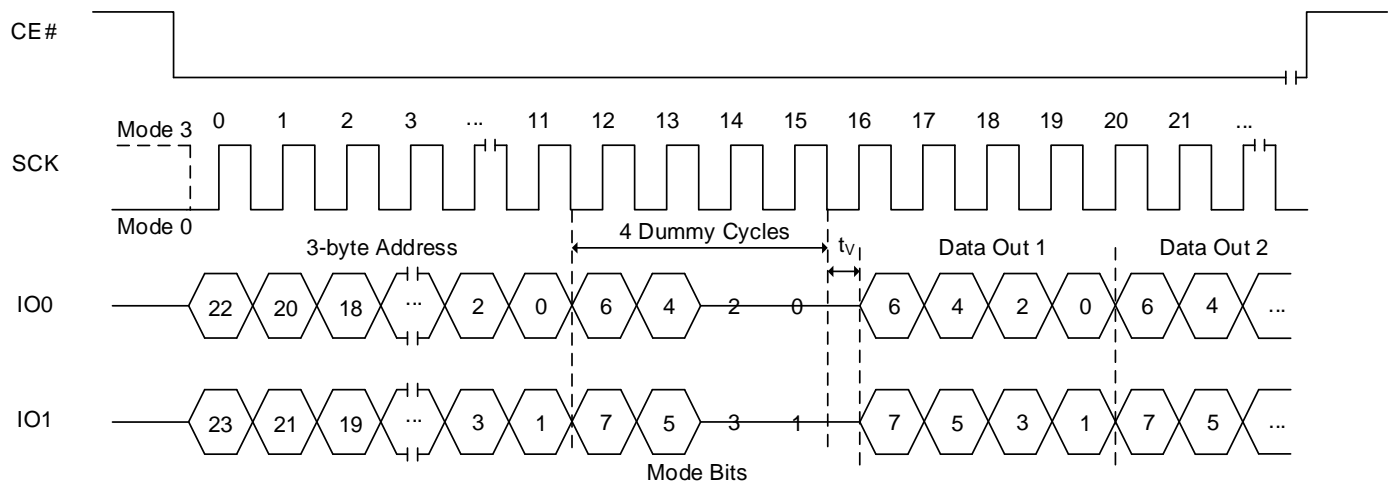 CE#
0 1 2 3 ... 11 12 13 14 15 16 17 18 19 20 21 ...
Mode 3
SCK
Mode 0
3-byte Address 4 Dummy Cycles tV Data Out 1 Data Out 2
IO0 22 20 18 ... 2 0 6 4 2 0 6 4 2 0 6 4 ...
IO1 23 21 19 ... 3 1 7 5 3 1 7 5 3 1 7 5 ...
Mode Bits